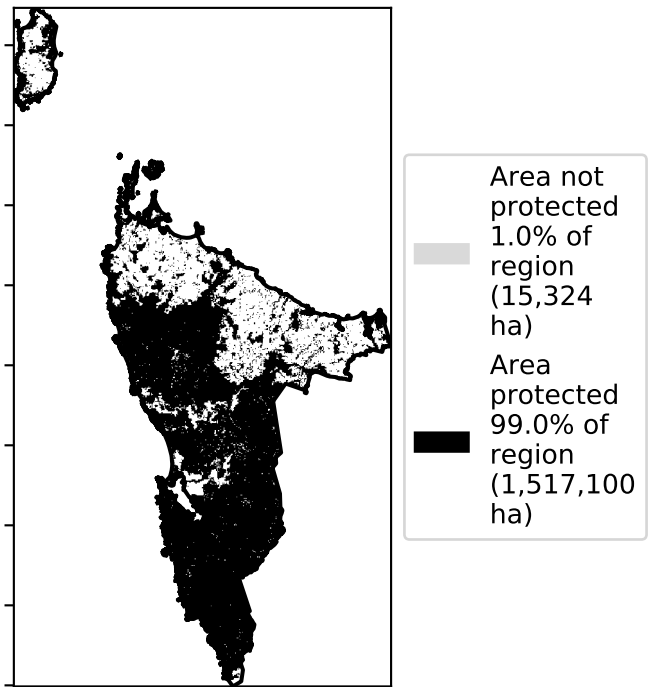 Area not
protected
1.0% of
region
(15,324
ha)
Area
protected
99.0% of
region
(1,517,100
ha)